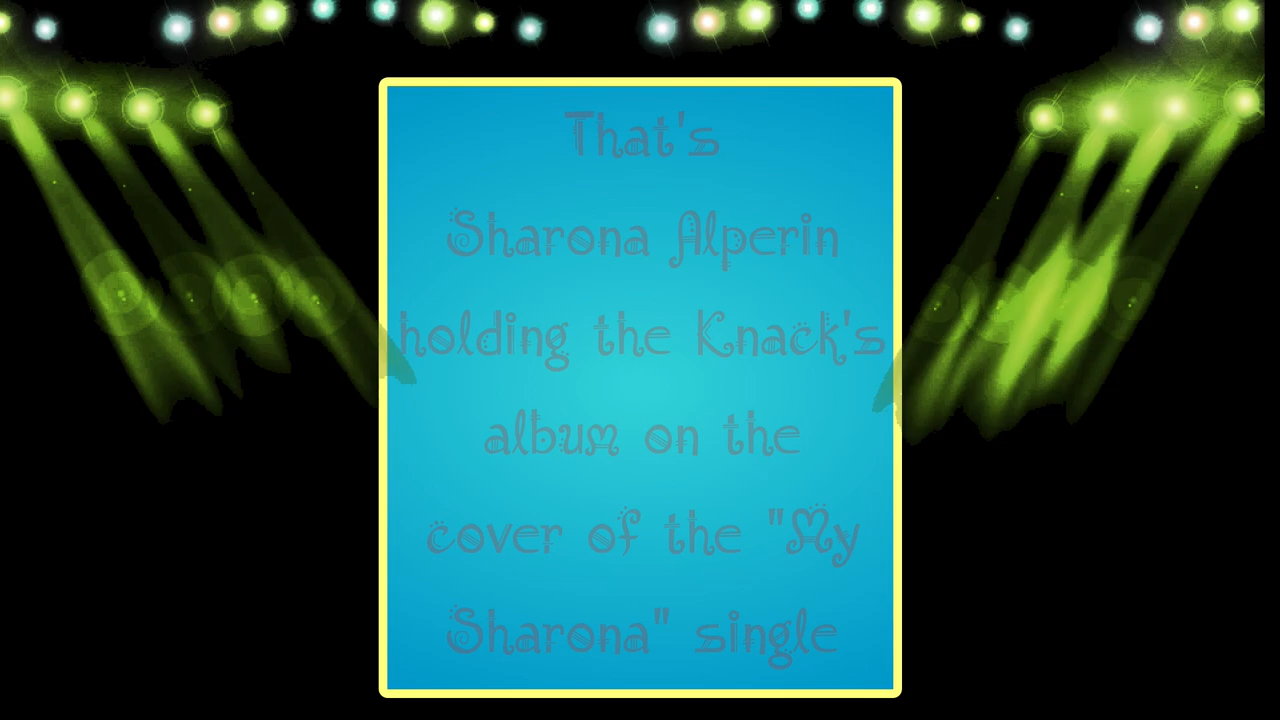 That's
Sharona Alperin
holding the Knack's
album on the
cover of the "My
Sharona" single